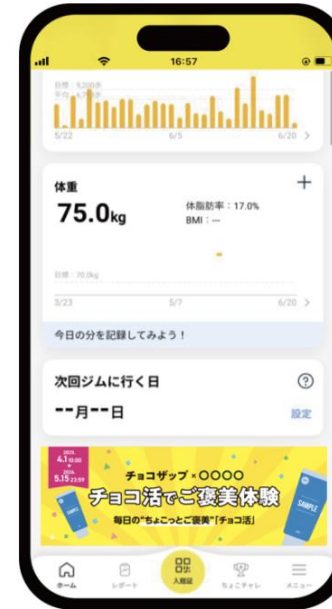 16:57
目標：9,200歩
5/22
6/5
6/20
体重
75.0kg
体脂肪率：17.0%
BMI：--
目標：70.0kg
3/23
5/7
6/20
今日の分を記録してみよう！
次回ジムに行く日
--月--日
設定
4.1 10:00
5.15 23:59
チョコザップ×〇〇〇〇
チョコ活でご褒美体験
毎日の"ちょこっとご褒美"「チョコ活」
SAMPLE
SAMPLE
ホーム
レポート
入館証
ちょこチャレ
メニュー